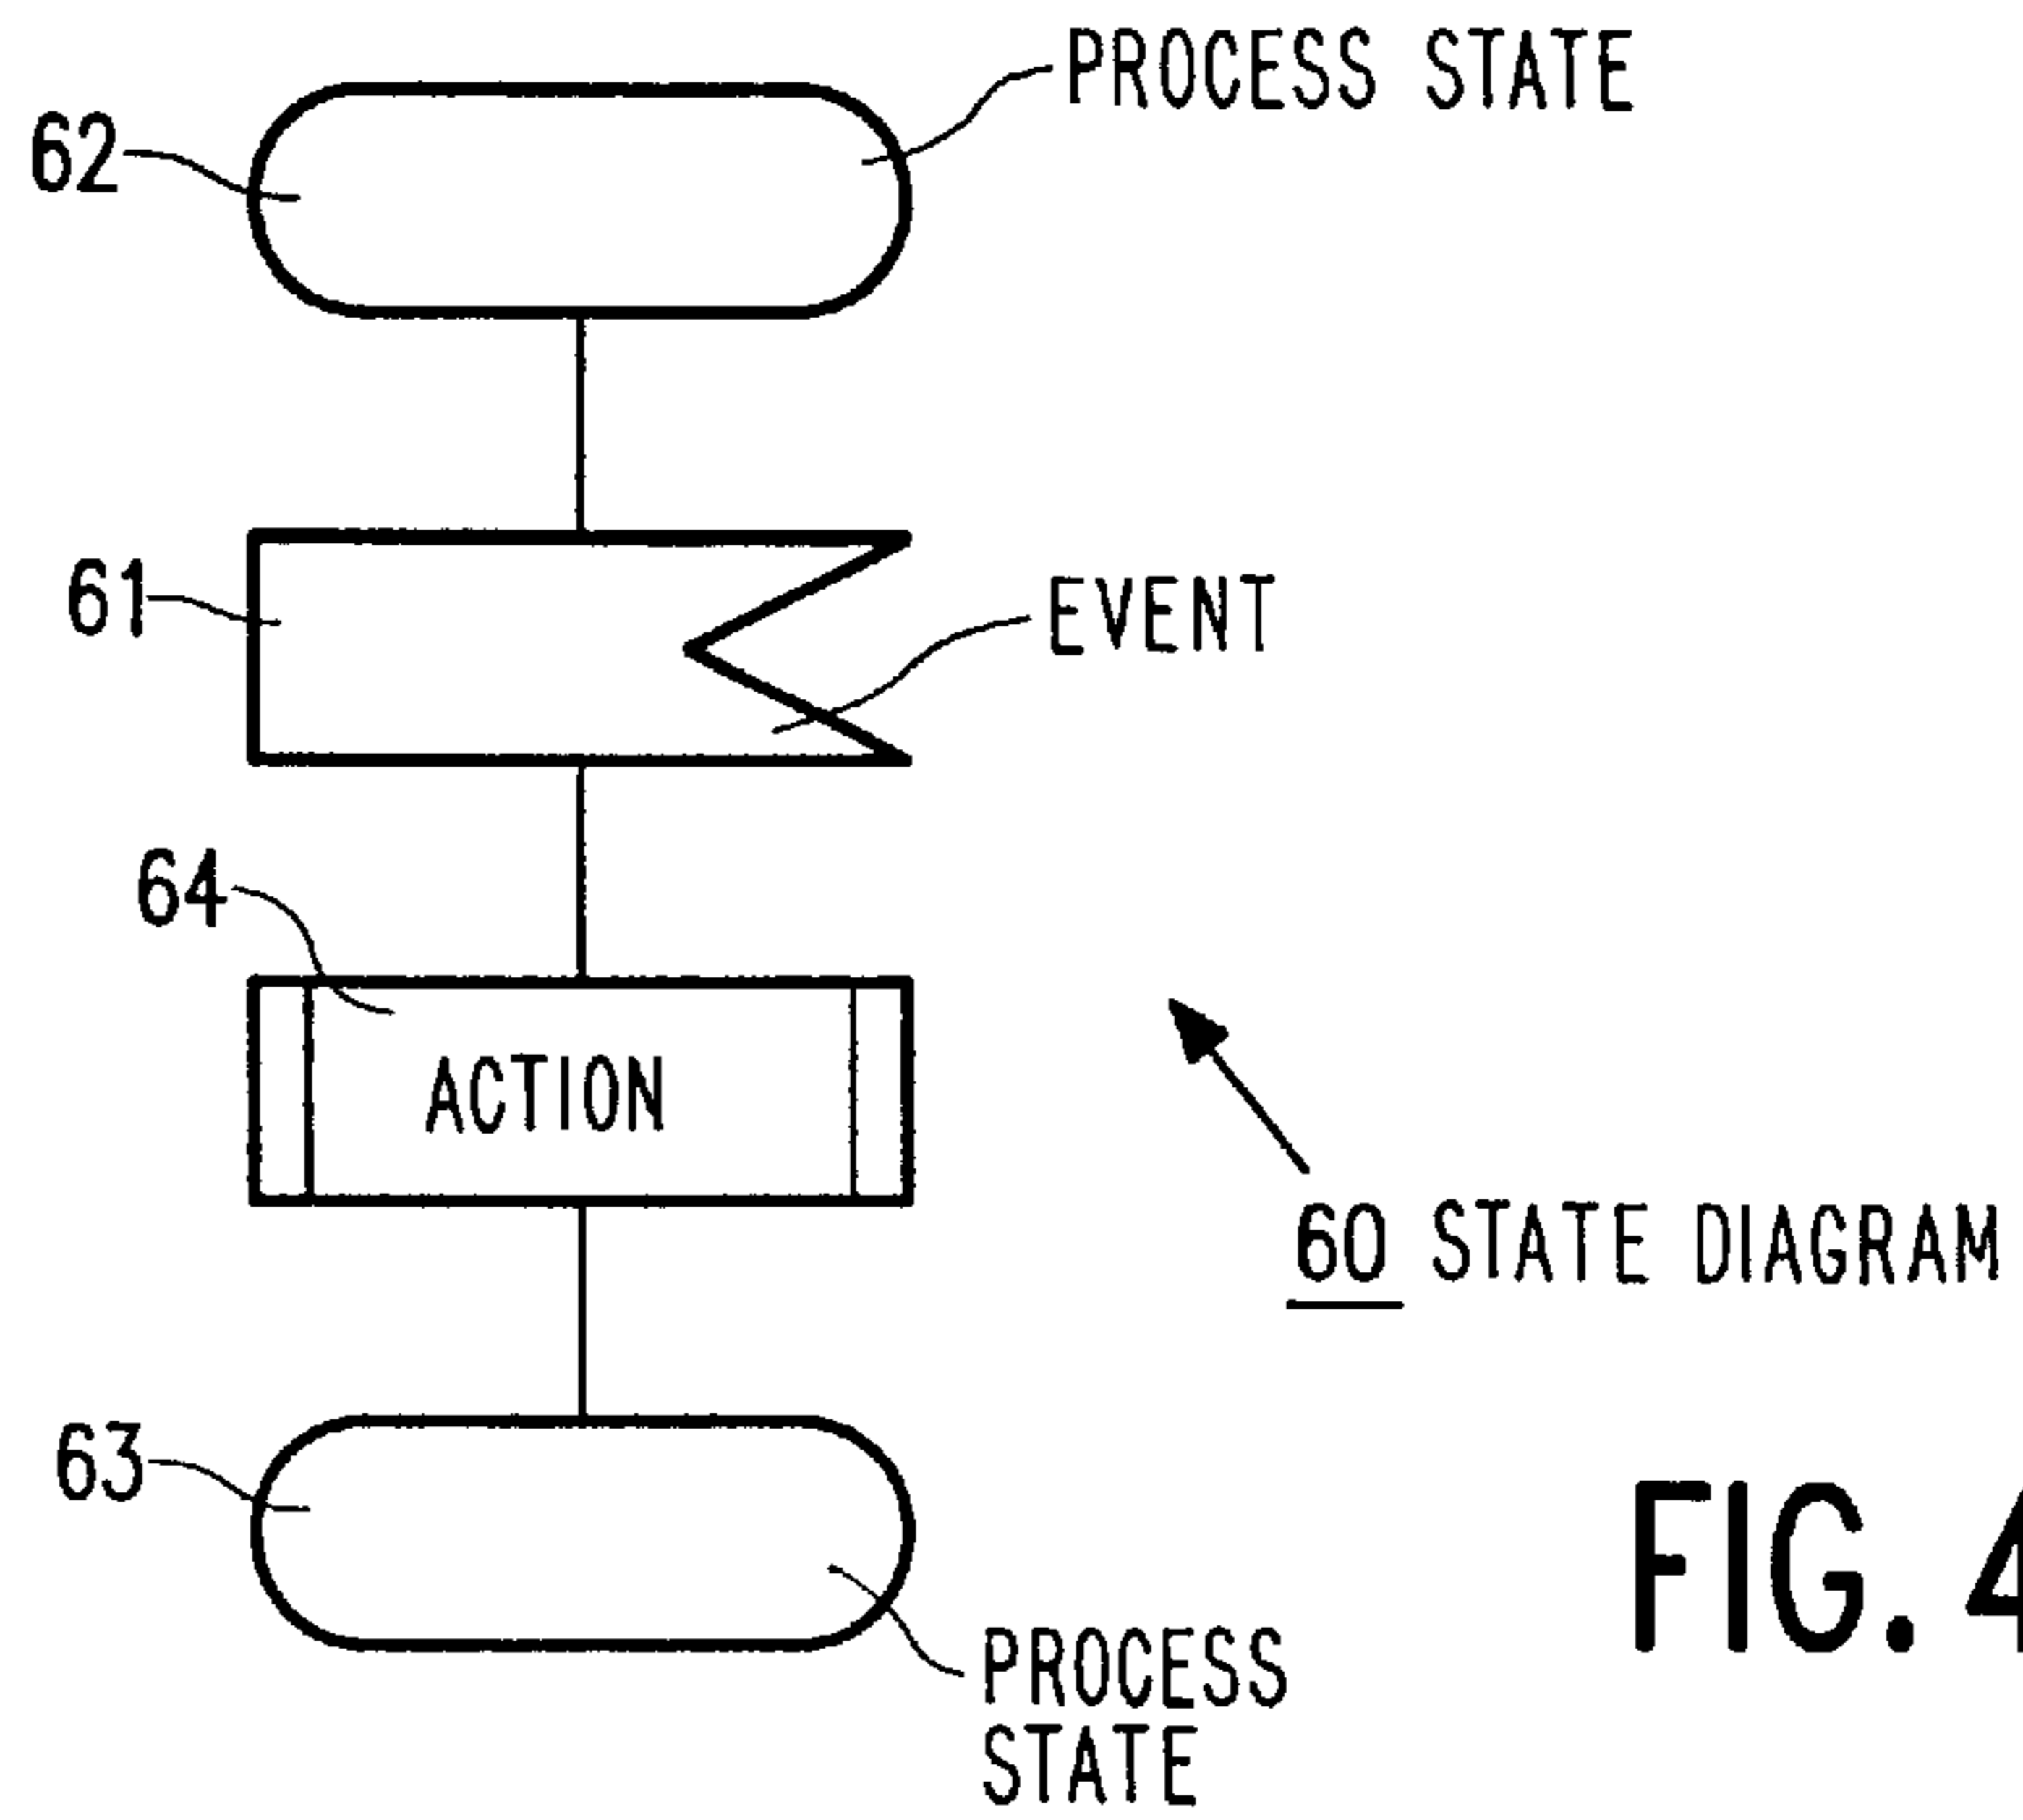 PROCESS STATE
62
61
EVENT
64
ACTION
60 STATE DIAGRAM
63
FIG. 4
PROCESS
STATE